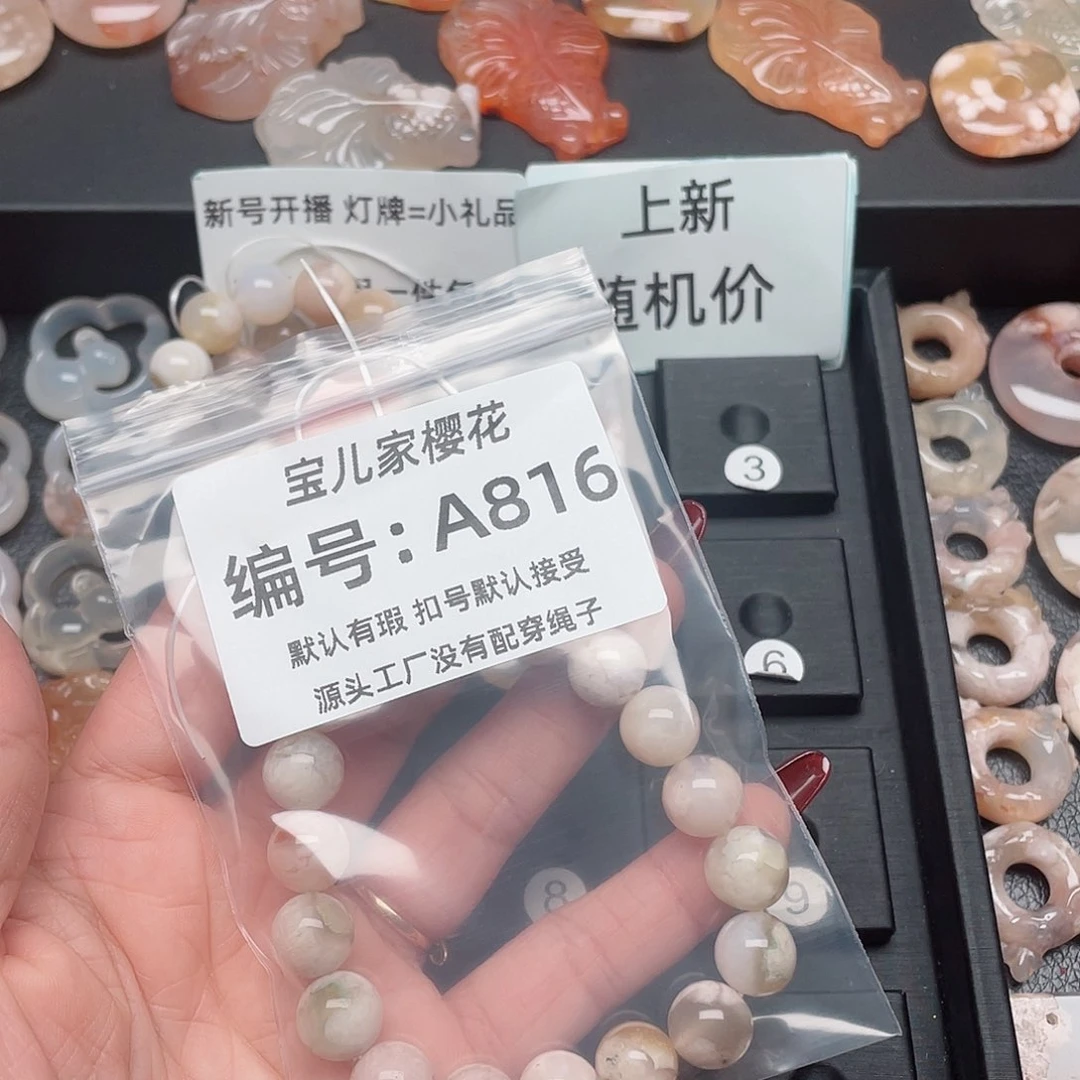 新号开播 灯牌=小礼品
上新
随机价
宝儿家樱花
编号：A816
默认有瑕 扣号默认接受
源头工厂没有配穿绳子
3
6
8
9